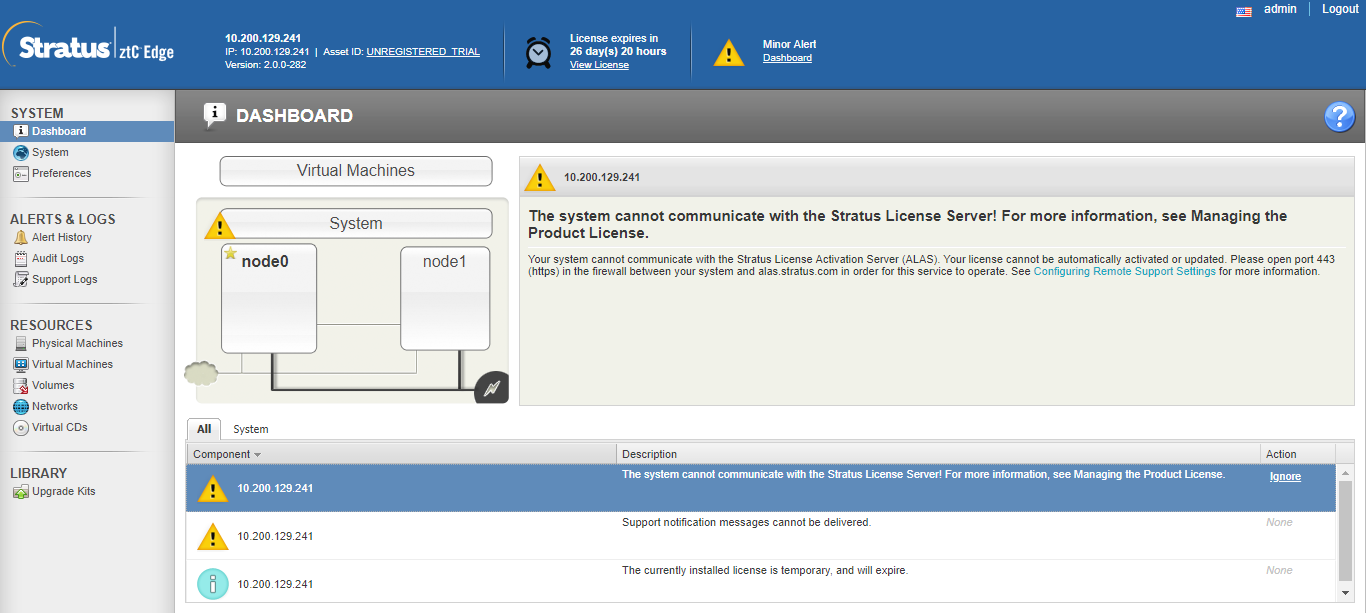 admin | Logout
Stratus ztC Edge
10.200.129.241
IP: 10.200.129.241 | Asset ID: UNREGISTERED_TRIAL
Version: 2.0.0-282
License expires in
26 day(s) 20 hours
View License
Minor Alert
Dashboard
SYSTEM
Dashboard
System
Preferences
ALERTS & LOGS
Alert History
Audit Logs
Support Logs
RESOURCES
Physical Machines
Virtual Machines
Volumes
Networks
Virtual CDs
LIBRARY
Upgrade Kits
DASHBOARD
Virtual Machines
System
node0
node1
10.200.129.241
The system cannot communicate with the Stratus License Server! For more information, see Managing the
Product License.
Your system cannot communicate with the Stratus License Activation Server (ALAS). Your license cannot be automatically activated or updated. Please open port 443
(https) in the firewall between your system and alas.stratus.com in order for this service to operate. See Configuring Remote Support Settings for more information.
All System
Component Description Action
10.200.129.241 The system cannot communicate with the Stratus License Server! For more information, see Managing the Product License. Ignore
10.200.129.241 Support notification messages cannot be delivered. None
10.200.129.241 The currently installed license is temporary, and will expire. None